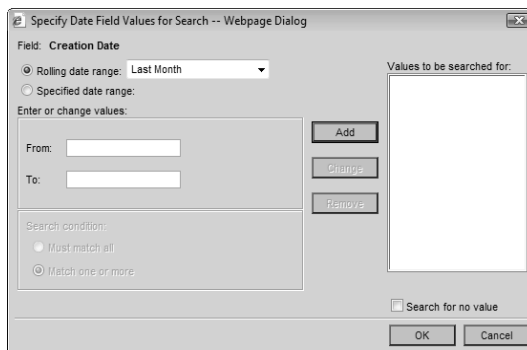 Specify Date Field Values for Search -- Webpage Dialog
Field: Creation Date
Rolling date range: Last Month
Specified date range:
Enter or change values:
From:
To:
Search condition:
Must match all
Match one or more
Add
Change
Remove
Values to be searched for:
Search for no value
OK Cancel